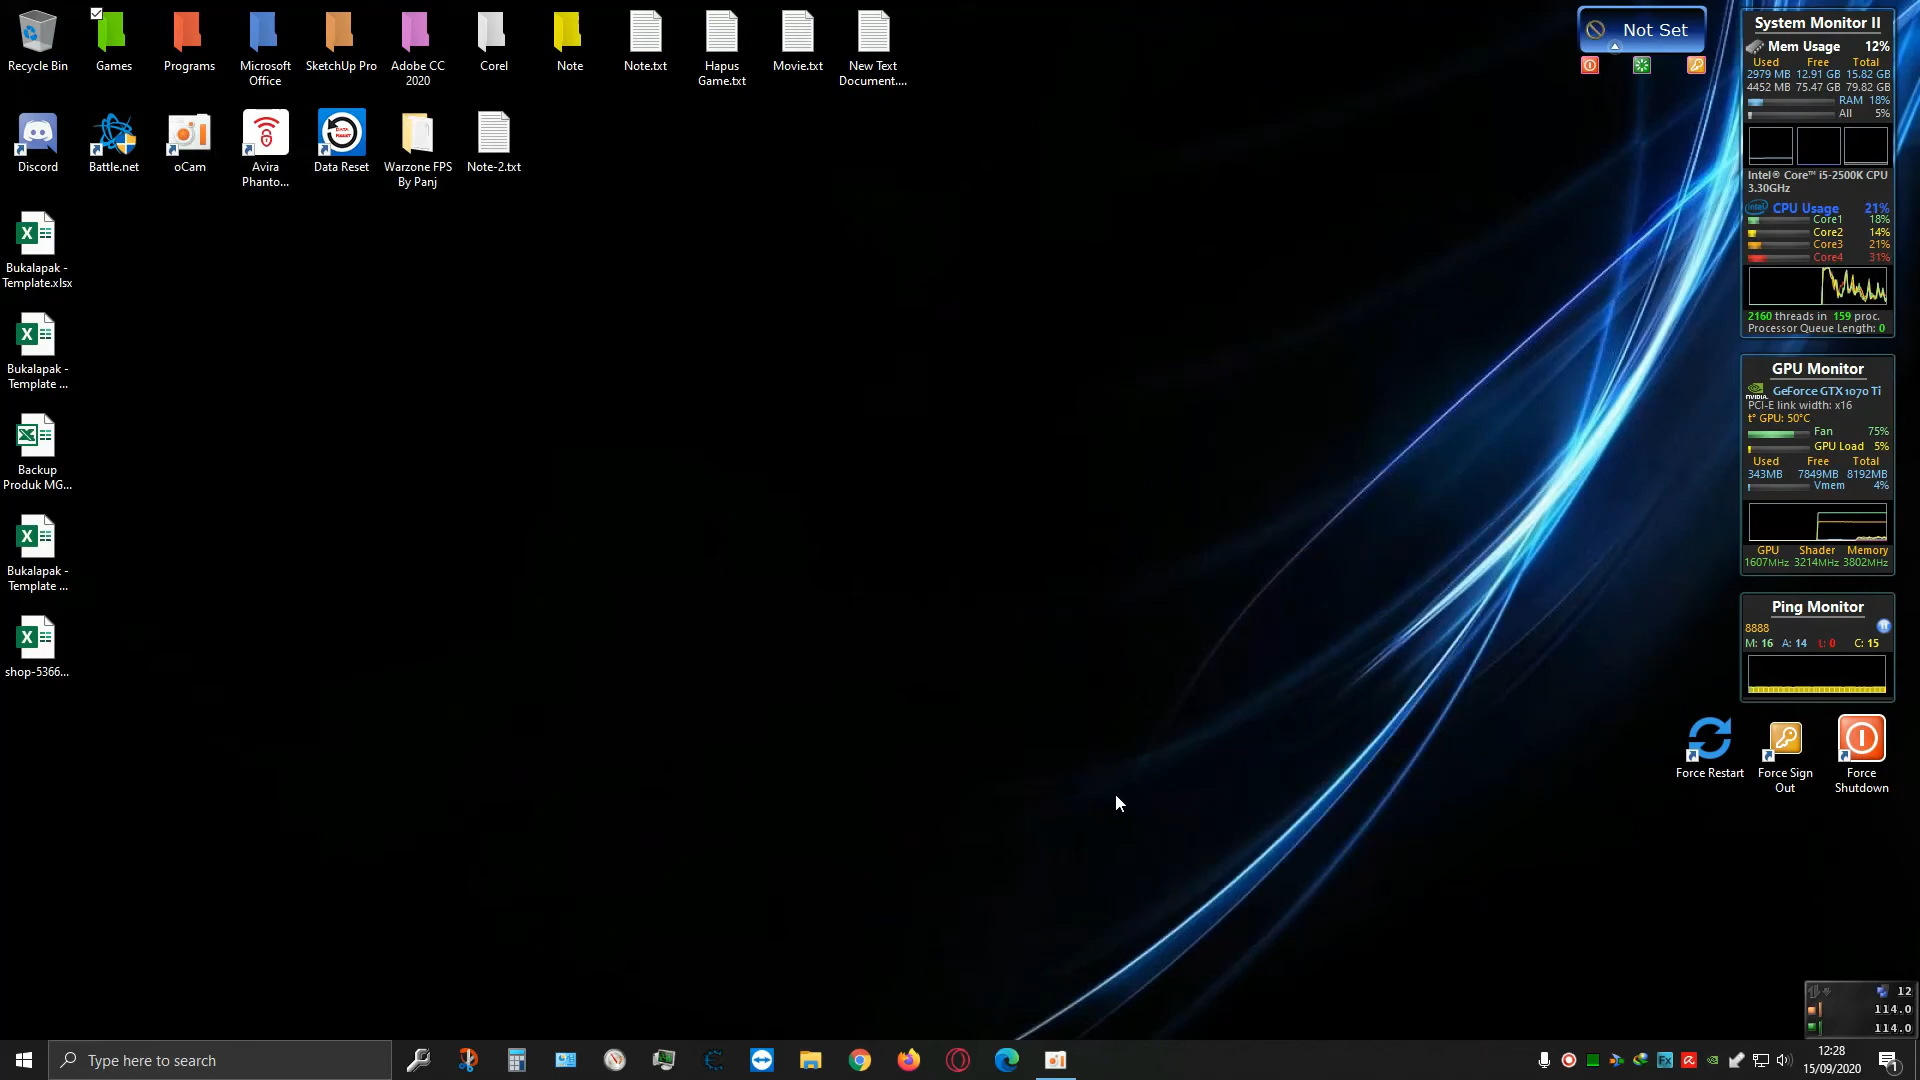 Recycle Bin
Games
Programs
Microsoft
Office
SketchUp Pro
Adobe CC
2020
Corel
Note
Note.txt
Hapus
Game.txt
Movie.txt
New Text
Document....
Discord
Battle.net
oCam
Avira
Phanto...
DATA RESET
Data Reset
Warzone FPS
By Panj
Note-2.txt
Bukalapak -
Template.xlsx
Bukalapak -
Template ...
Backup
Produk MG...
Bukalapak -
Template ...
shop-5366...
Not Set
System Monitor II
Mem Usage 12%
Used Free Total
2979 MB 12.91 GB 15.82 GB
4452 MB 75.47 GB 79.82 GB
RAM 18%
All 5%
Intel® Core™ i5-2500K CPU
3.30GHz
intel CPU Usage 21%
Core1 18%
Core2 14%
Core3 21%
Core4 31%
2160 threads in 159 proc.
Processor Queue Length: 0
GPU Monitor
NVIDIA. GeForce GTX 1070 Ti
PCI-E link width: x16
t° GPU: 50°C
Fan 75%
GPU Load 5%
Used Free Total
343MB 7849MB 8192MB
Vmem 4%
GPU Shader Memory
1607MHz 3214MHz 3802MHz
Ping Monitor
8888
M: 16 A: 14 L: 0 C: 15
Force Restart
Force Sign
Out
Force
Shutdown
12
114.0
114.0
Type here to search
Fx
12:28
15/09/2020
1